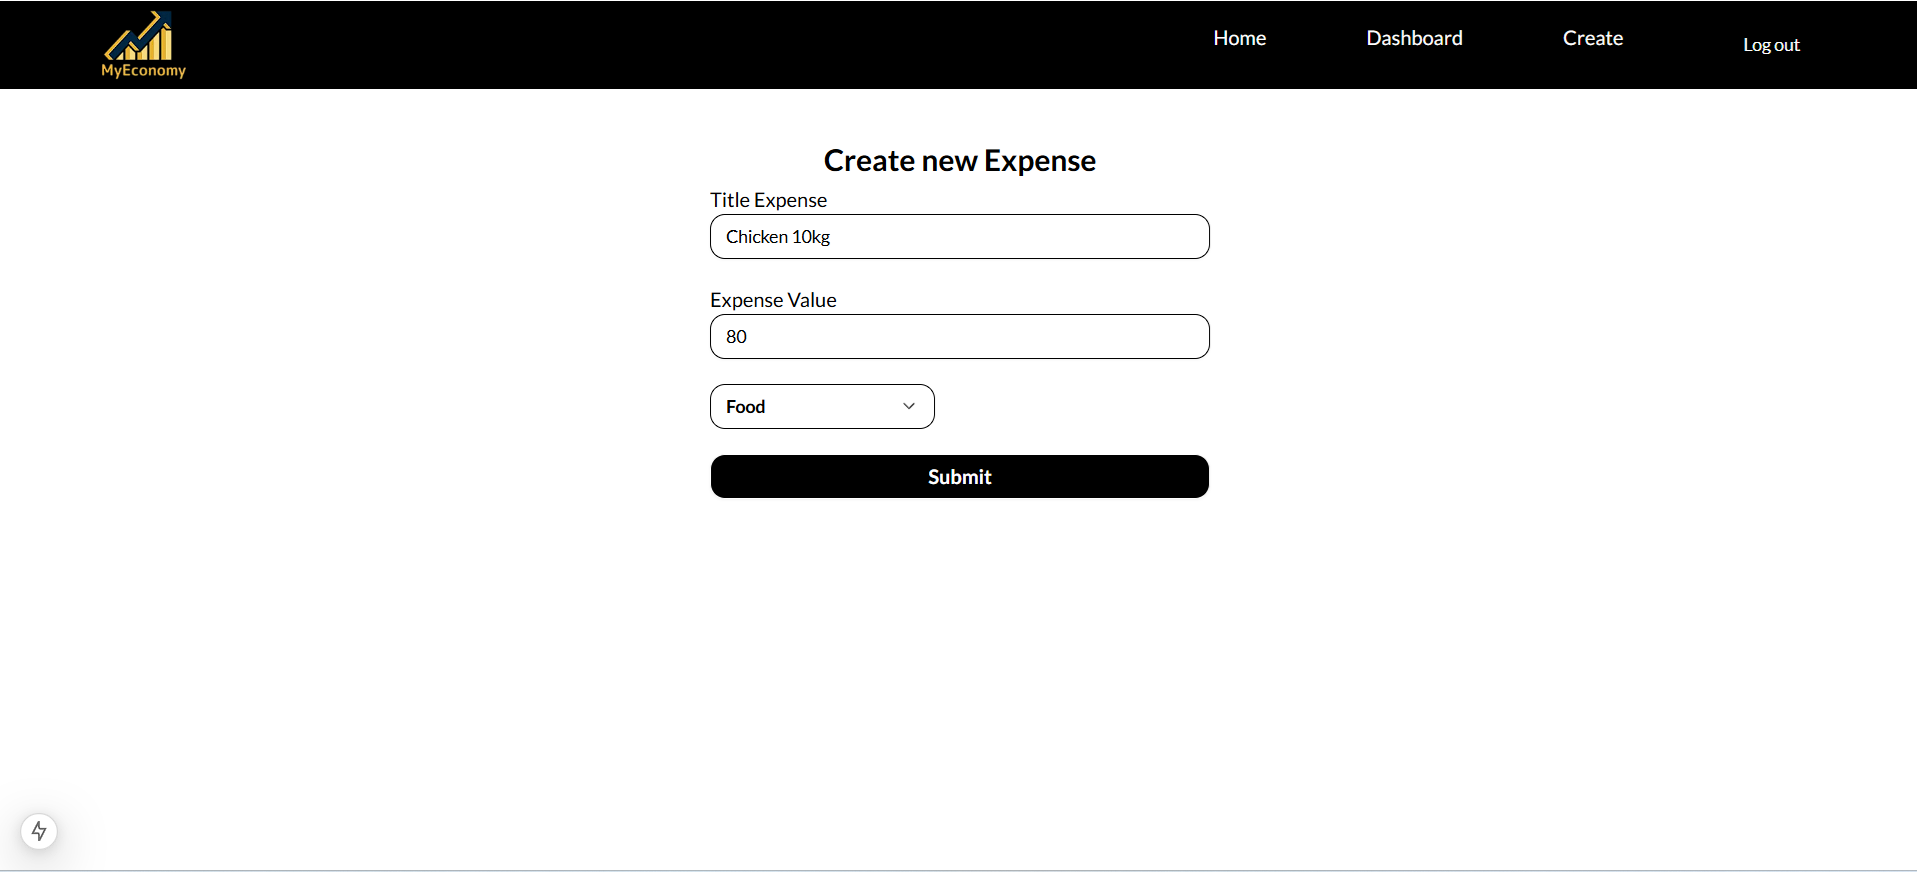 MyEconomy
Home Dashboard Create Log out
Create new Expense
Title Expense
Chicken 10kg
Expense Value
80
Food
Submit